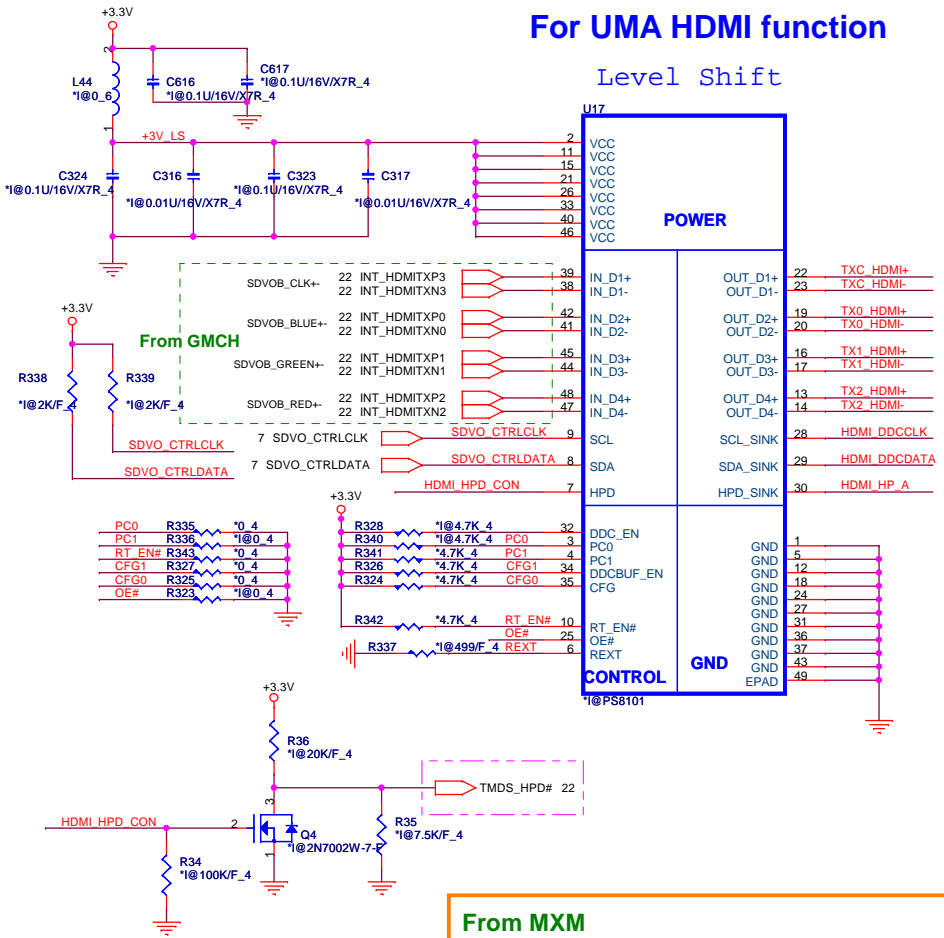 For UMA HDMI function
Level Shift
+3.3V
2
L44
*I@0_6
1
C616
*I@0.1U/16V/X7R_4
C617
*I@0.1U/16V/X7R_4
+3V_LS
C324
*I@0.1U/16V/X7R_4
C316
*I@0.01U/16V/X7R_4
C323
*I@0.1U/16V/X7R_4
C317
*I@0.01U/16V/X7R_4
U17
2 VCC
11 VCC
15 VCC
21 VCC
26 VCC
33 VCC
40 VCC
46 VCC
POWER
From GMCH
SDVOB_CLK+-
22 INT_HDMITXP3 39 IN_D1+
22 INT_HDMITXN3 38 IN_D1-
SDVOB_BLUE+-
22 INT_HDMITXP0 42 IN_D2+
22 INT_HDMITXN0 41 IN_D2-
SDVOB_GREEN+-
22 INT_HDMITXP1 45 IN_D3+
22 INT_HDMITXN1 44 IN_D3-
SDVOB_RED+-
22 INT_HDMITXP2 48 IN_D4+
22 INT_HDMITXN2 47 IN_D4-
7 SDVO_CTRLCLK SDVO_CTRLCLK 9 SCL
7 SDVO_CTRLDATA SDVO_CTRLDATA 8 SDA
HDMI_HPD_CON 7 HPD
OUT_D1+ 22 TXC_HDMI+
OUT_D1- 23 TXC_HDMI-
OUT_D2+ 19 TX0_HDMI+
OUT_D2- 20 TX0_HDMI-
OUT_D3+ 16 TX1_HDMI+
OUT_D3- 17 TX1_HDMI-
OUT_D4+ 13 TX2_HDMI+
OUT_D4- 14 TX2_HDMI-
SCL_SINK 28 HDMI_DDCCLK
SDA_SINK 29 HDMI_DDCDATA
HPD_SINK 30 HDMI_HP_A
+3.3V
R338
*I@2K/F_4
R339
*I@2K/F_4
SDVO_CTRLCLK
SDVO_CTRLDATA
PC0 R335 *0_4
PC1 R336 *I@0_4
RT_EN# R343 *0_4
CFG1 R327 *0_4
CFG0 R325 *0_4
OE# R323 *I@0_4
+3.3V
R328 *I@4.7K_4 32 DDC_EN
R340 *I@4.7K_4 PC0 3 PC0
R341 *4.7K_4 PC1 4 PC1
R326 *4.7K_4 CFG1 34 DDCBUF_EN
R324 *4.7K_4 CFG0 35 CFG
R342 *4.7K_4 RT_EN# 10 RT_EN#
OE# 25 OE#
R337 *I@499/F_4 REXT 6 REXT
CONTROL
GND
GND 1
GND 5
GND 12
GND 18
GND 24
GND 27
GND 31
GND 36
GND 37
GND 43
EPAD 49
*I@PS8101
+3.3V
R36
*I@20K/F_4
TMDS_HPD# 22
HDMI_HPD_CON
2
3
1
Q4
*I@2N7002W-7-F
R35
*I@7.5K/F_4
R34
*I@100K/F_4
From MXM